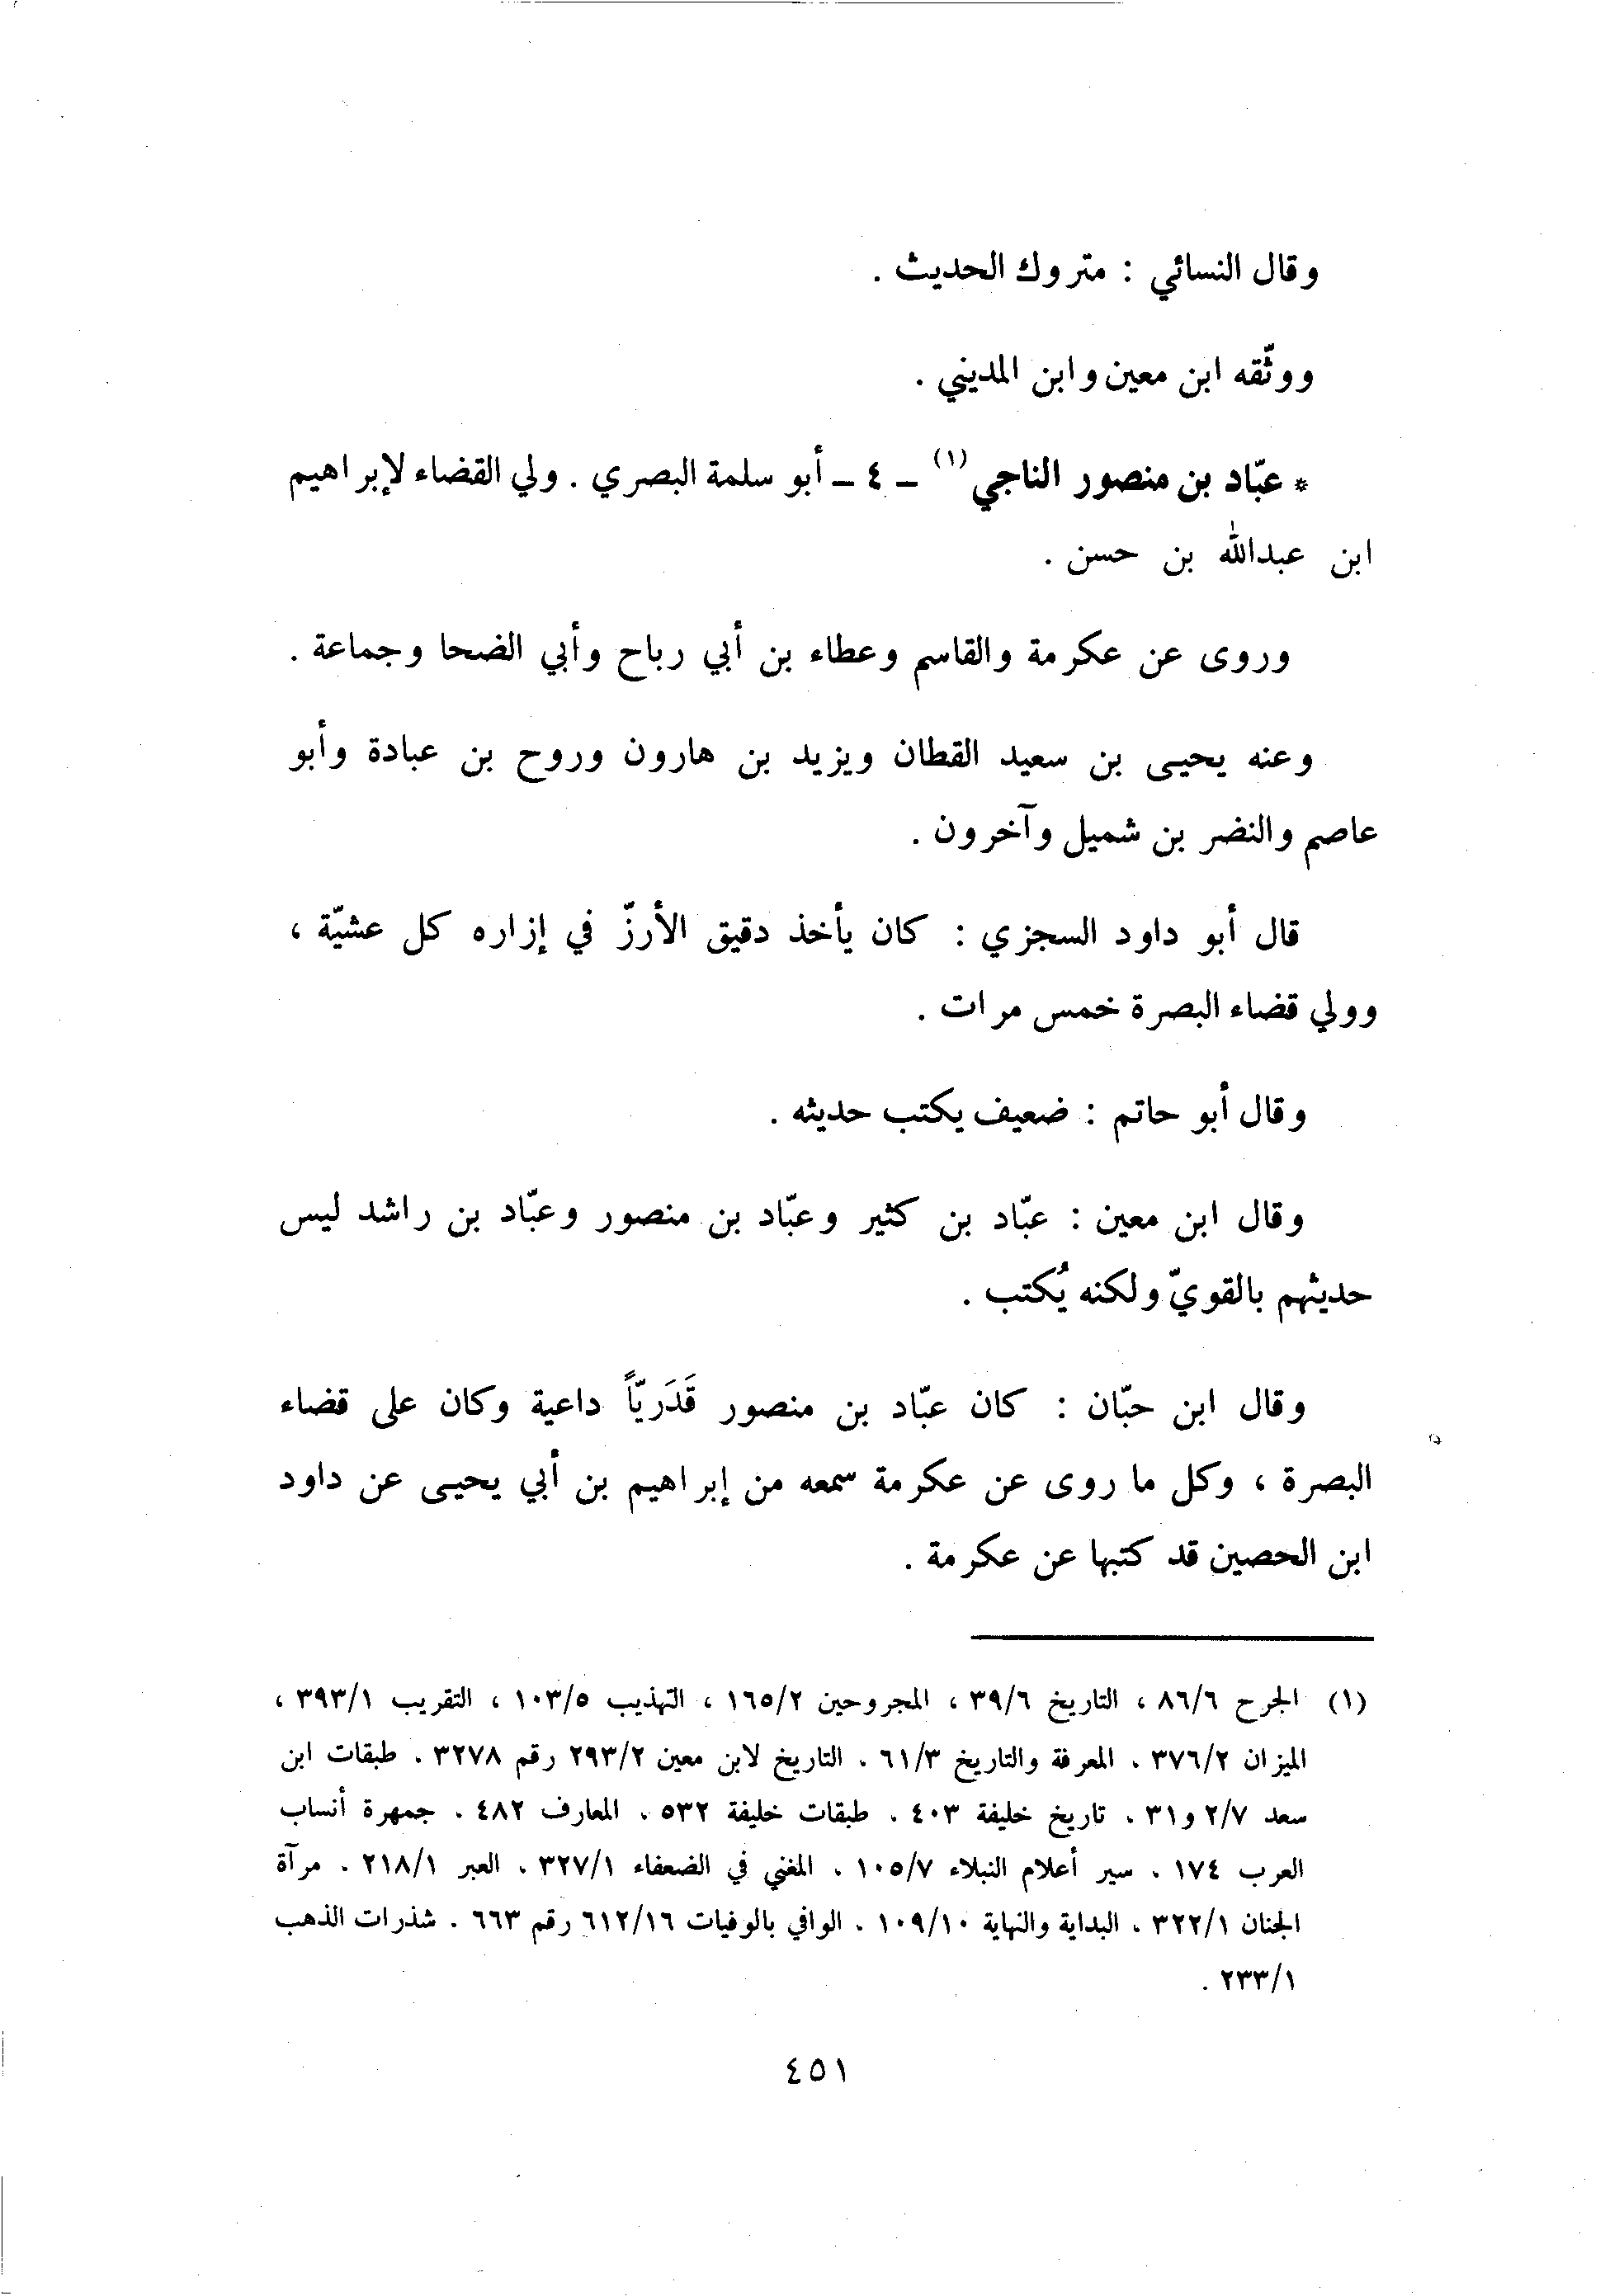 وقال النسائي : متروك الحديث .
ووثّقه ابن معين وابن المديني .
* عبّاد بن منصور الناجي (١) - ٤ - أبو سلمة البصري . ولي القضاء لإبراهيم
ابن عبدالله بن حسن .
وروى عن عكرمة والقاسم وعطاء بن أبي رباح وأبي الضحا وجماعة .
وعنه يحيى بن سعيد القطان ويزيد بن هارون وروح بن عبادة وأبو
عاصم والنضر بن شميل وآخرون .
قال أبو داود السجزي : كان يأخذ دقيق الأرزّ في إزاره كل عشيّة ،
وولي قضاء البصرة خمس مرات .
وقال أبو حاتم : ضعيف يكتب حديثه .
وقال ابن معين : عبّاد بن كثير وعبّاد بن منصور وعبّاد بن راشد ليس
حديثهم بالقويّ ولكنه يُكتب .
وقال ابن حبّان : كان عبّاد بن منصور قَدَريّاً داعية وكان على قضاء
البصرة ، وكل ما روى عن عكرمة سمعه من إبراهيم بن أبي يحيى عن داود
ابن الحصين قد كتبها عن عكرمة .
(١) الجرح ٨٦/٦ ، التاريخ ٣٩/٦ ، المجروحين ١٦٥/٢ ، التهذيب ١٠٣/٥ ، التقريب ٣٩٣/١ ،
الميزان ٣٧٦/٢ . المعرفة والتاريخ ٦١/٣ . التاريخ لابن معين ٢٩٣/٢ رقم ٣٢٧٨ . طبقات ابن
سعد ٢/٧ و٣١ . تاريخ خليفة ٤٠٣ . طبقات خليفة ٥٣٢ . المعارف ٤٨٢ . جمهرة أنساب
العرب ١٧٤ . سير أعلام النبلاء ١٠٥/٧ . المغني في الضعفاء ٣٢٧/١ . العبر ٢١٨/١ . مرآة
الجنان ٣٢٢/١ . البداية والنهاية ١٠٩/١٠ . الوافي بالوفيات ٦١٢/١٦ رقم ٦٦٣ . شذرات الذهب
٢٣٣/١ .
٤٥١